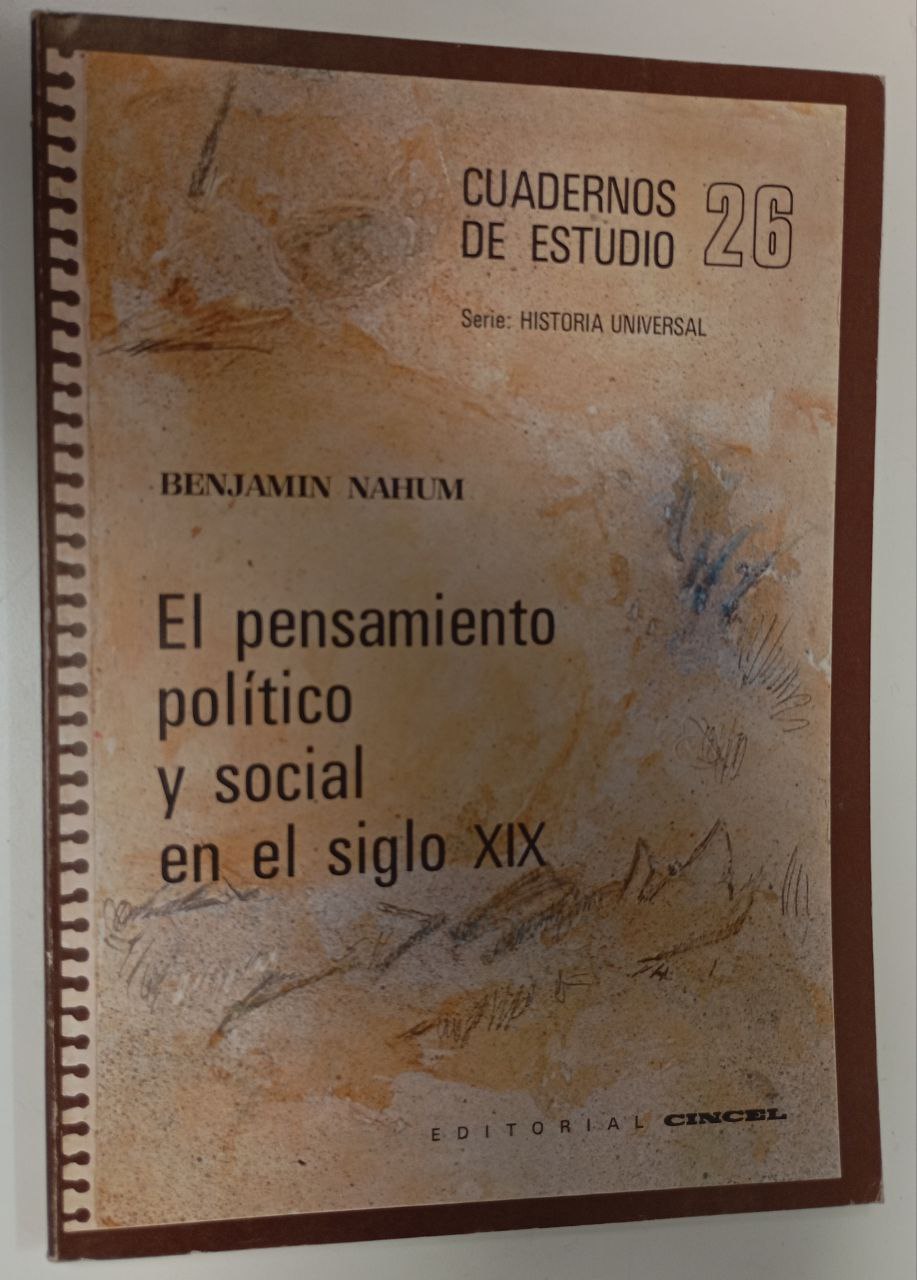 CUADERNOS
DE ESTUDIO 26
Serie: HISTORIA UNIVERSAL
BENJAMIN NAHUM
El pensamiento
político
y social
en el siglo XIX
EDITORIAL CINCEL